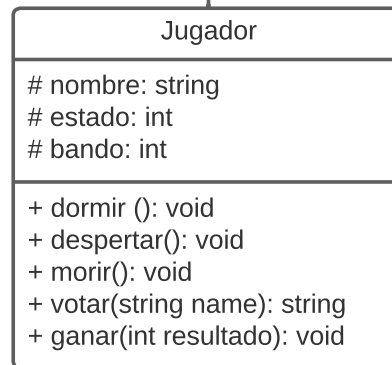 Jugador
# nombre: string
# estado: int
# bando: int
+ dormir (): void
+ despertar(): void
+ morir(): void
+ votar(string name): string
+ ganar(int resultado): void